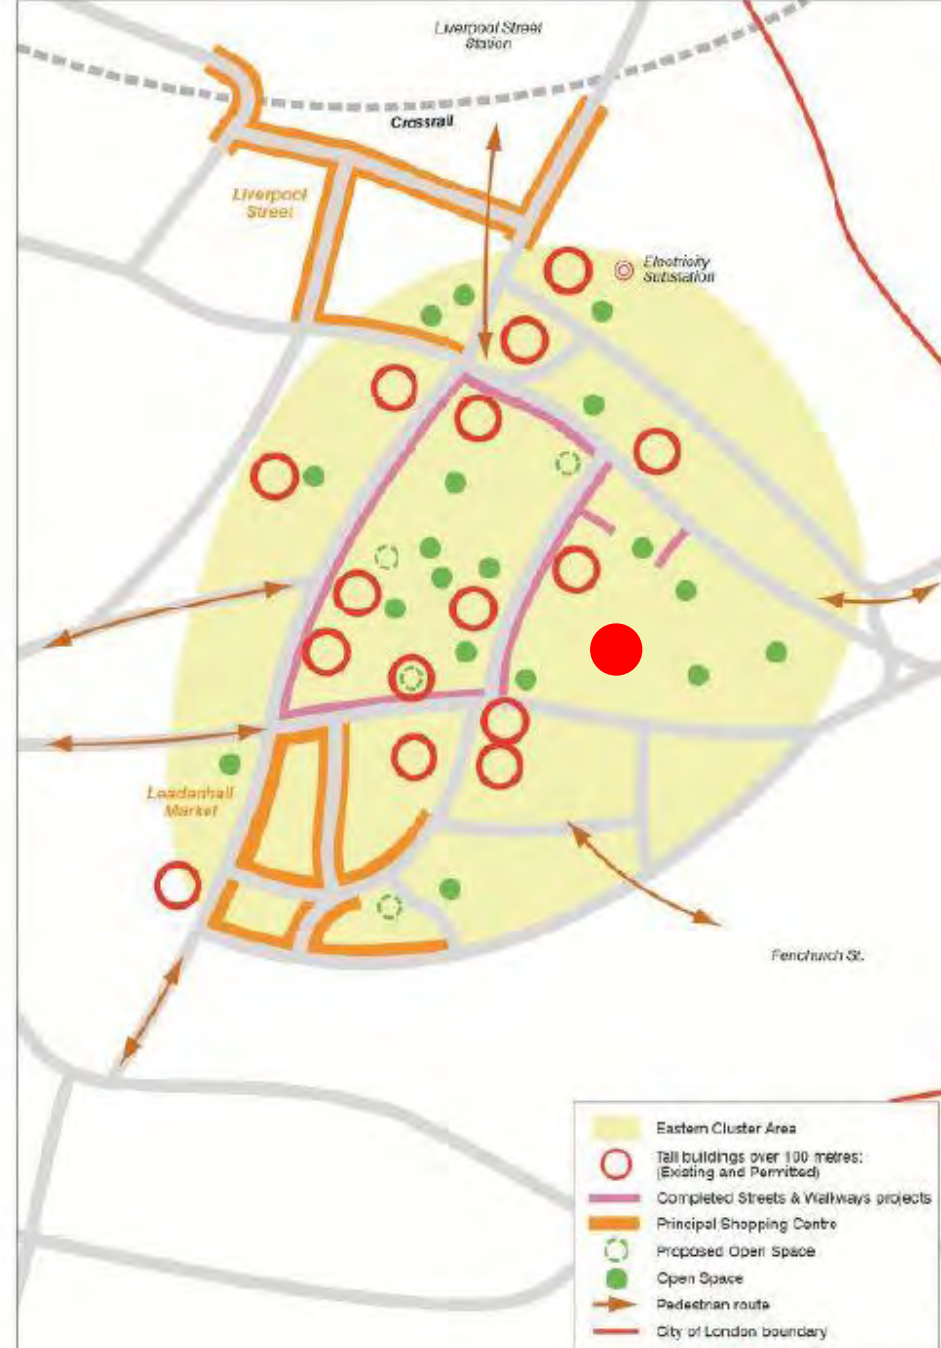 Liverpool Street
Station
Crossrail
Liverpool
Street
Electricity
Substation
Leadenhall
Market
Fenchurch St.
Eastern Cluster Area
Tall buildings over 100 metres:
(Existing and Permitted)
Completed Streets & Walkways projects
Principal Shopping Centre
Proposed Open Space
Open Space
Pedestrian route
City of London boundary